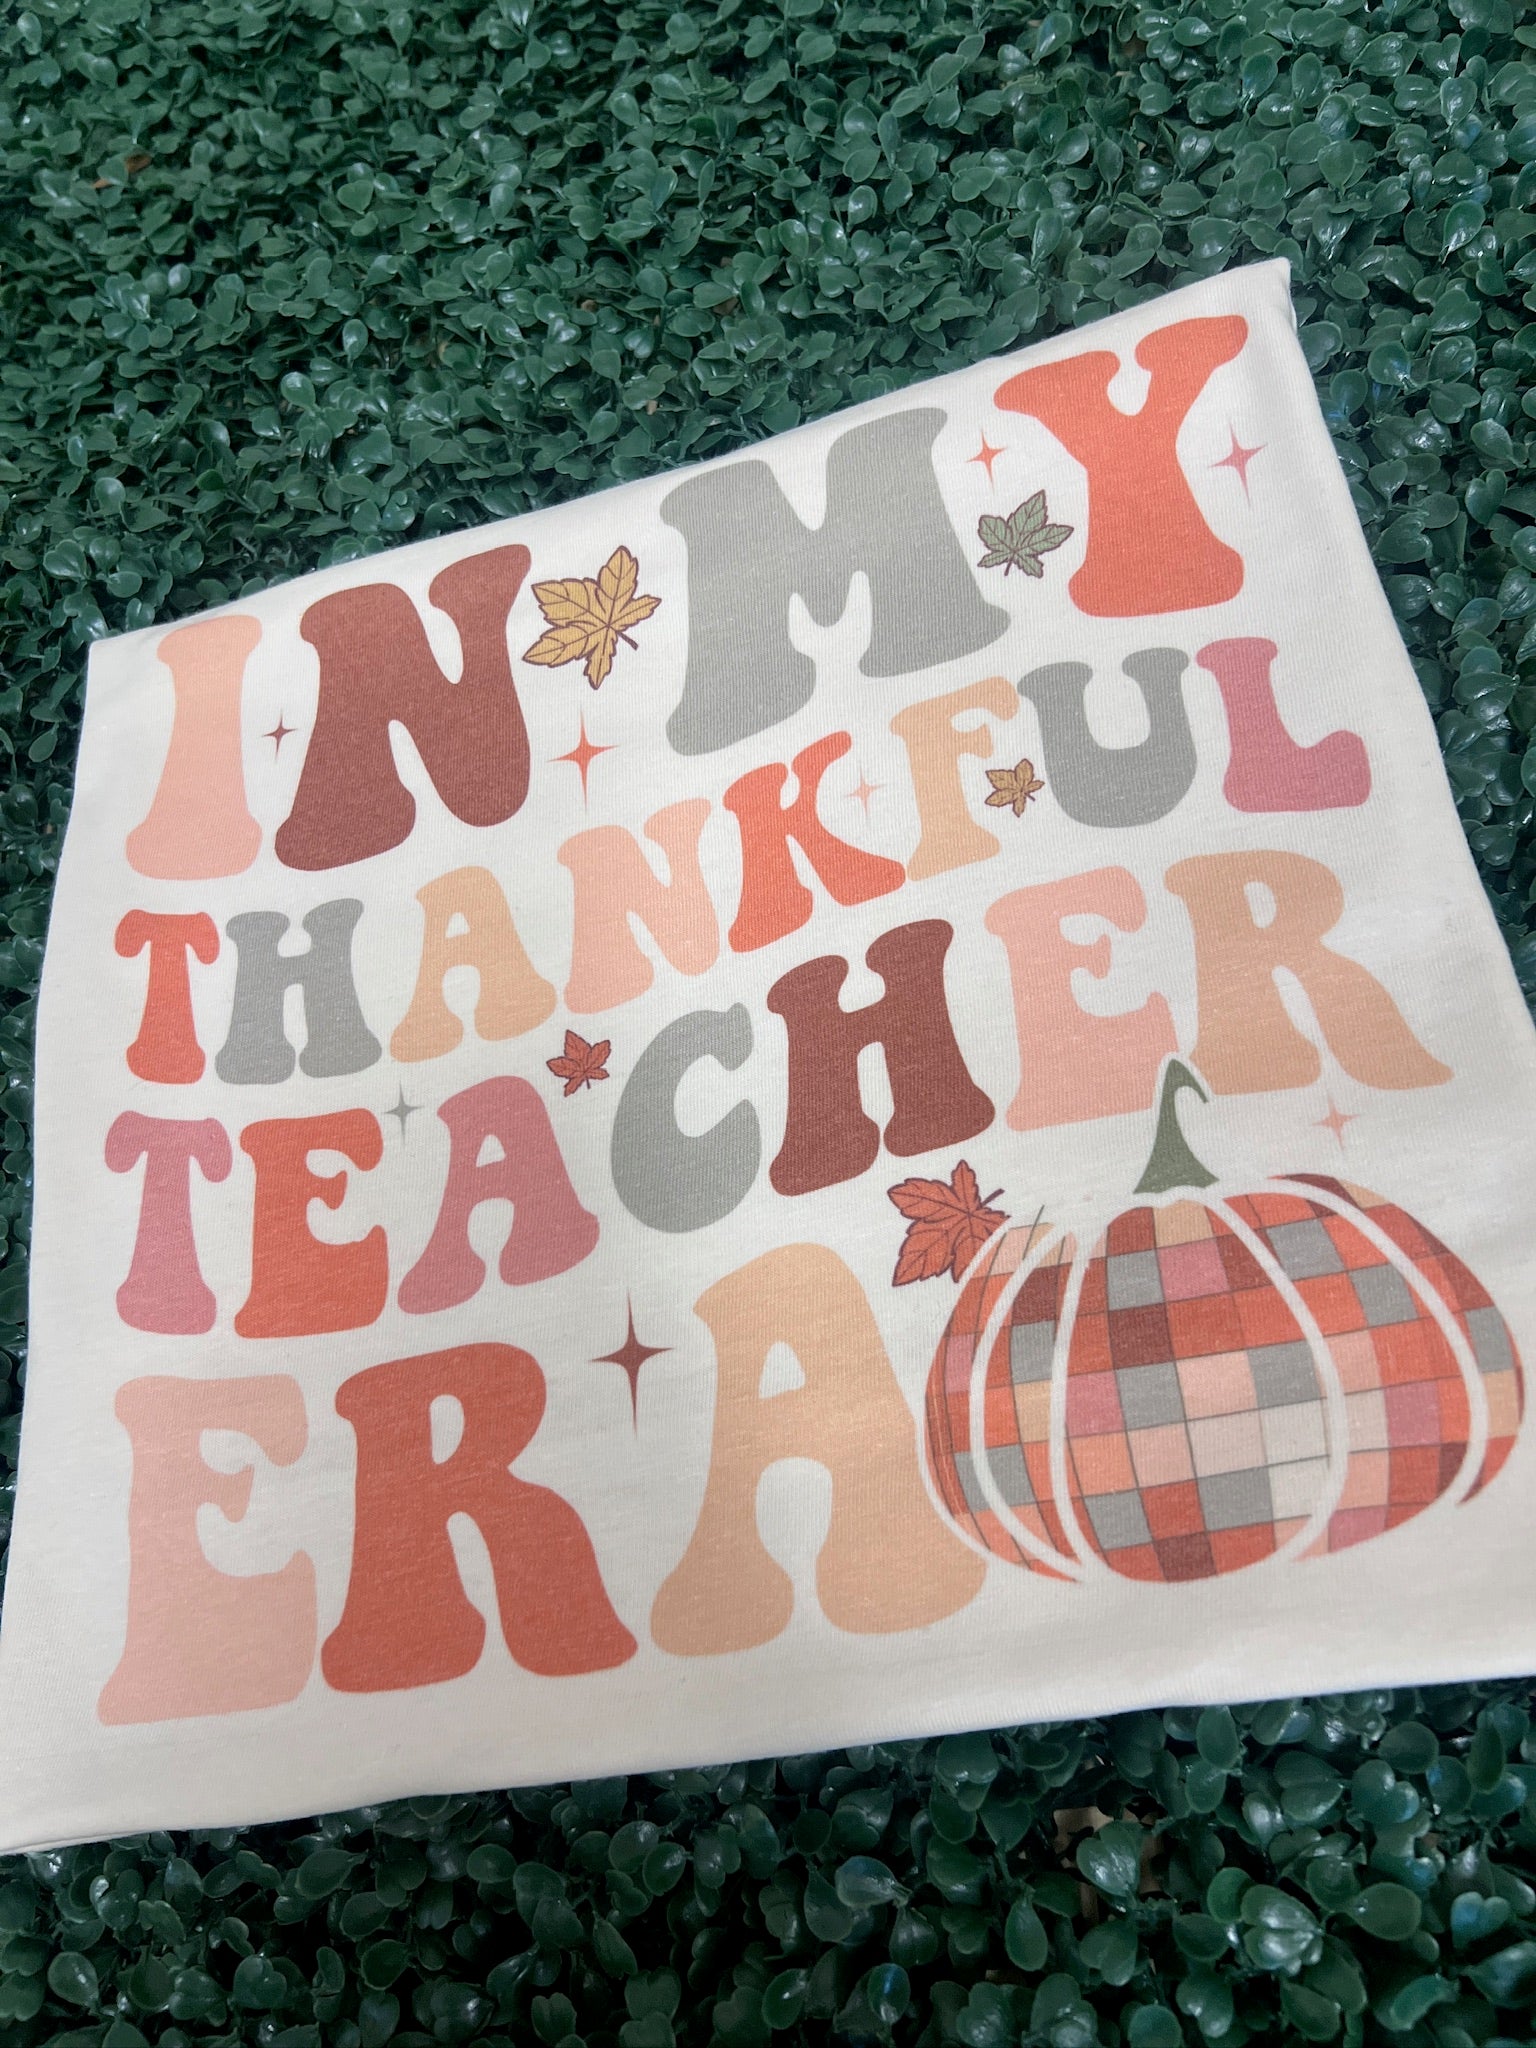 IN MY
THANKFUL
TEACHER
ERA